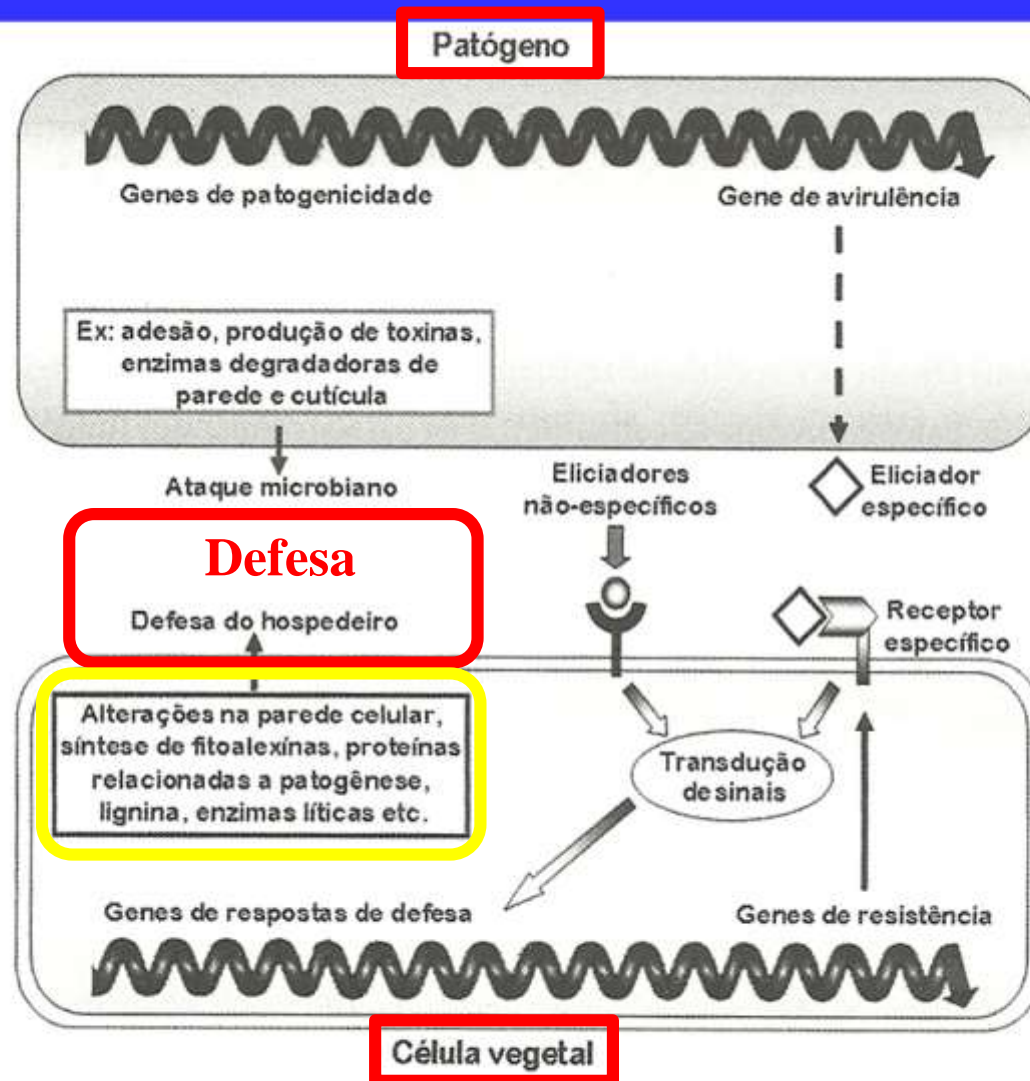 Patógeno
Genes de patogenicidade
Gene de avirulência
Ex: adesão, produção de toxinas,
enzimas degradadoras de
parede e cutícula
Ataque microbiano
Eliciadores
não-específicos
Eliciador
específico
Defesa
Defesa do hospedeiro
Receptor
específico
Alterações na parede celular,
síntese de fitoalexínas, proteínas
relacionadas a patogênese,
lignina, enzimas líticas etc.
Transdução
de sinais
Genes de respostas de defesa
Genes de resistência
Célula vegetal